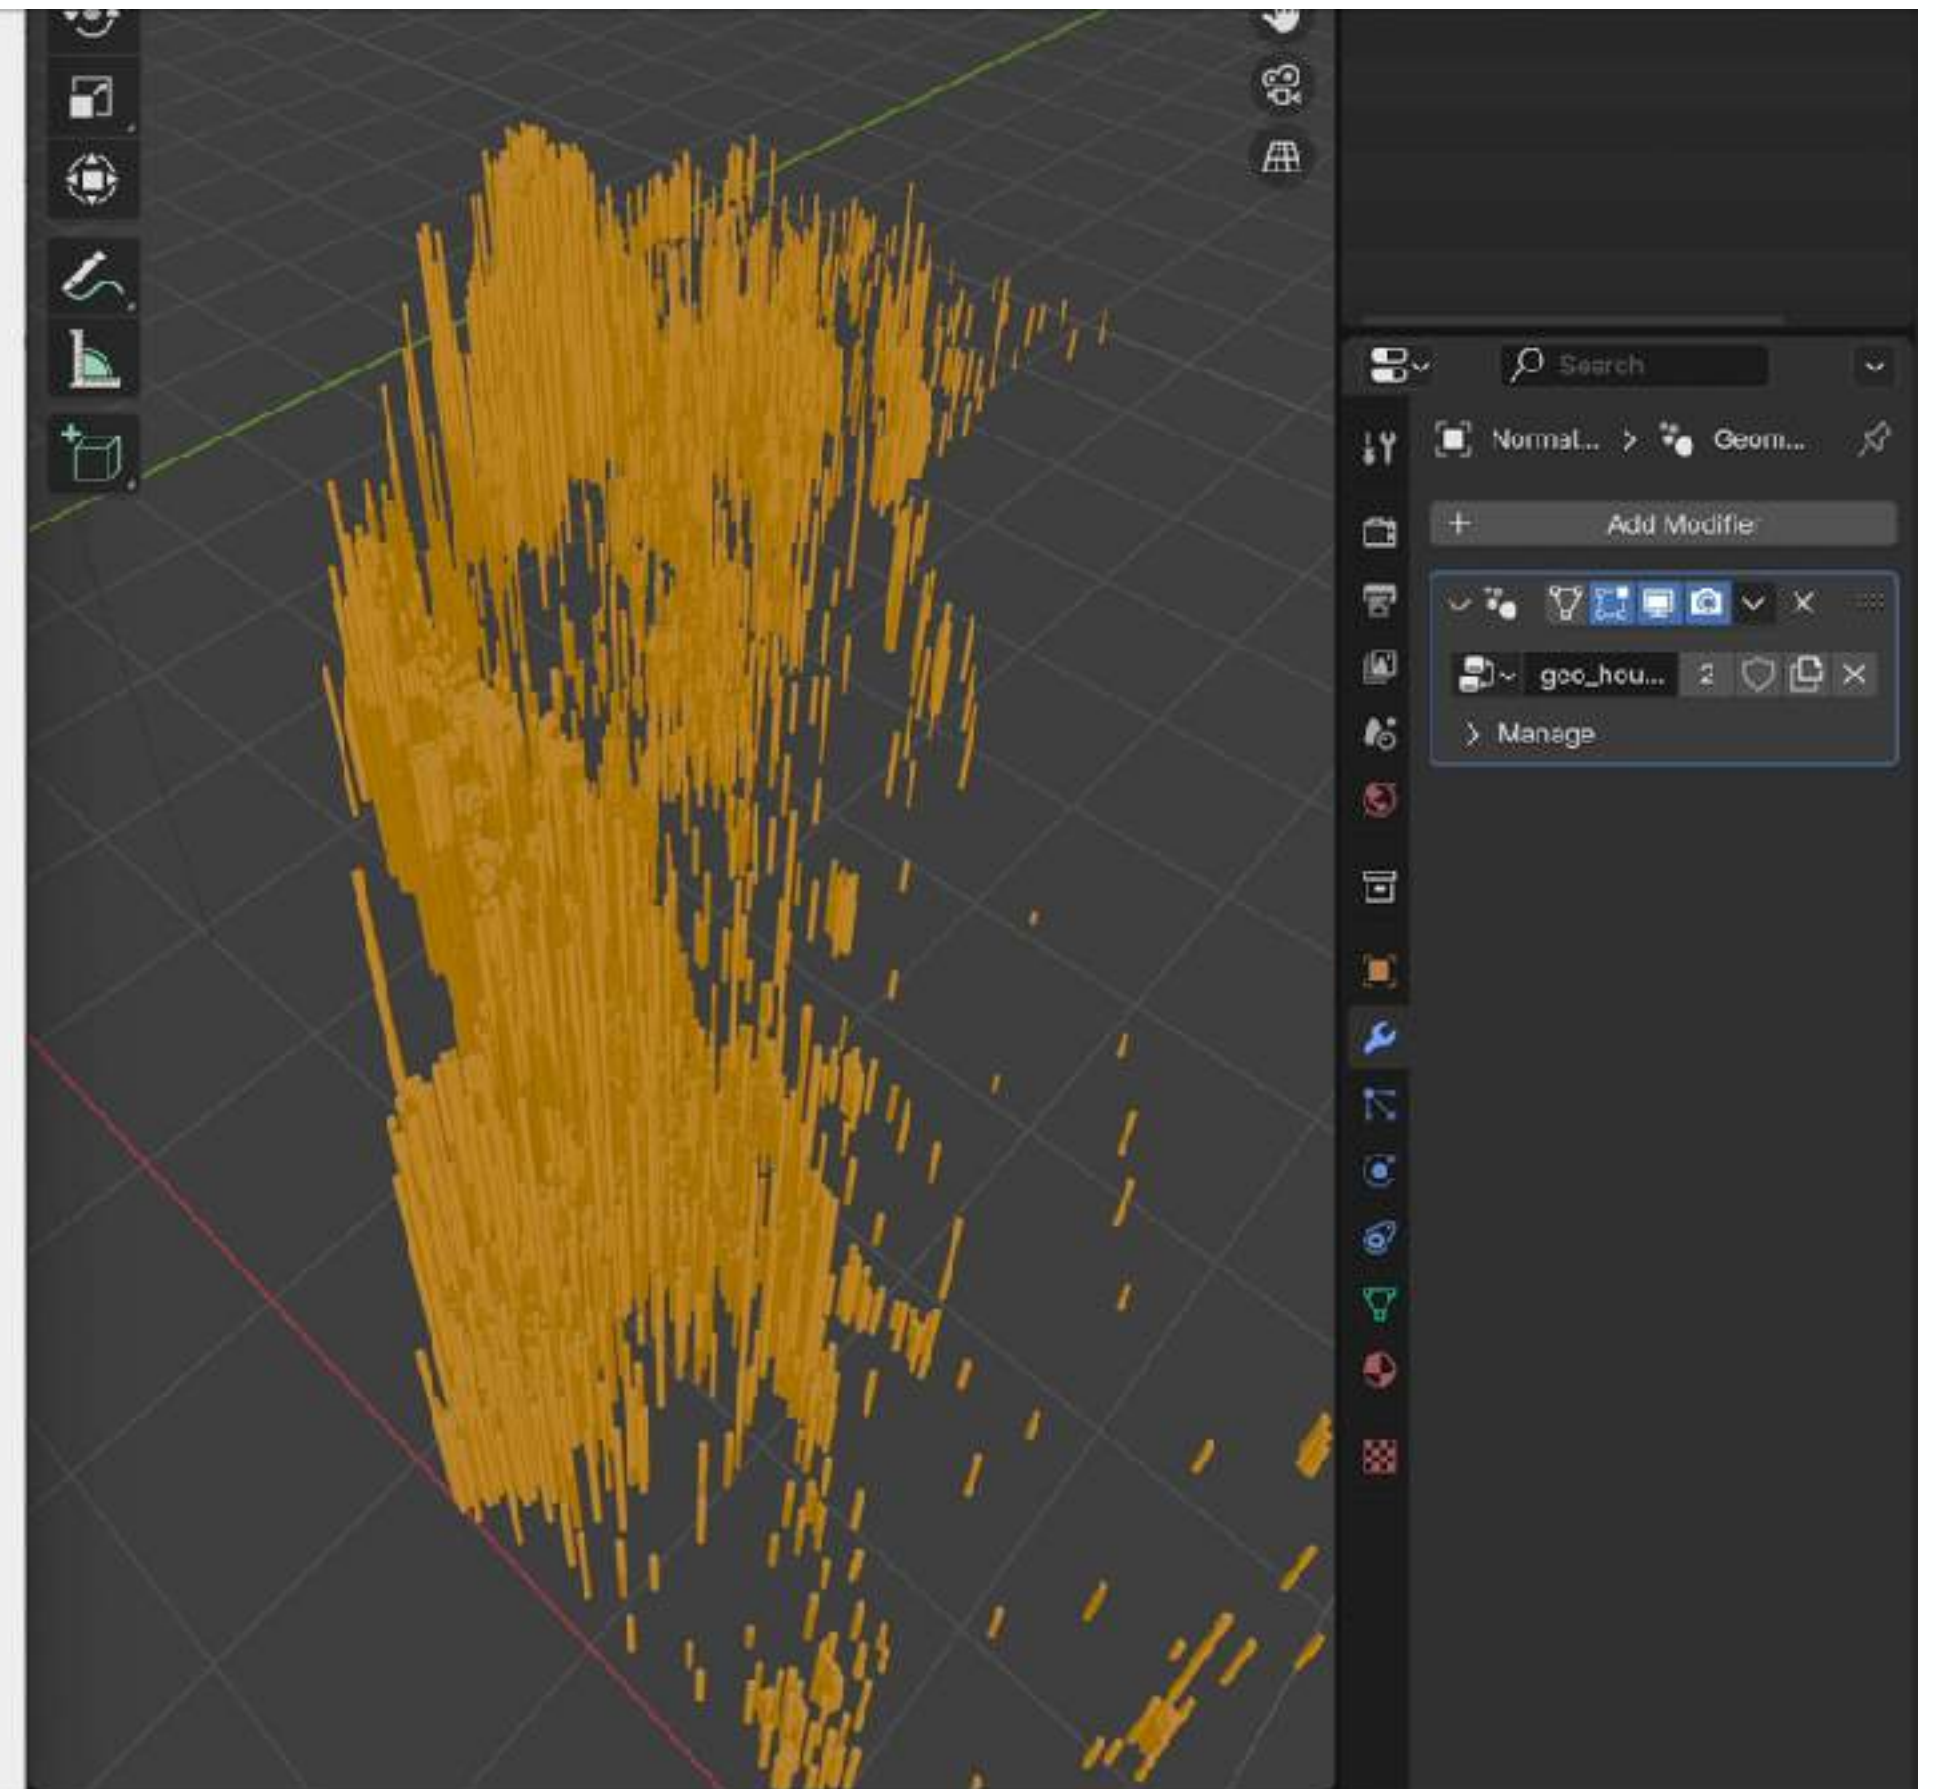 Search
Normal... > Geom...
+ Add Modifier
geo_hou... 2
Manage